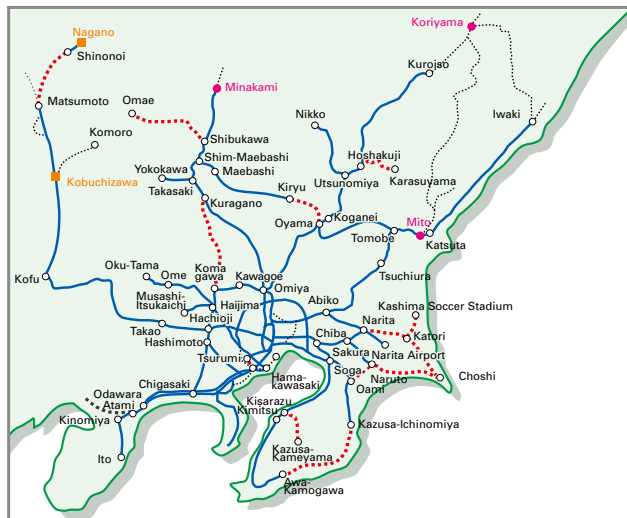 Nagano
Koriyama
Shinonoi
Kuroiso
Minakami
Matsumoto
Omae
Nikko
Iwaki
Komoro
Shibukawa
Shim-Maebashi
Hoshakuji
Yokokawa
Maebashi
Karasuyama
Kobuchizawa
Takasaki
Utsunomiya
Kiryu
Kuragano
Koganei
Oyama
Mito
Tomobe
Katsuta
Oku-Tama
Koma
gawa
Kawagoe
Tsuchiura
Kofu
Ome
Omiya
Musashi-
Itsukaichi
Haijima
Abiko
Narita
Kashima Soccer Stadium
Hachioji
Takao
Chiba
Katori
Hashimoto
Sakura
Narita Airport
Tsurumi
Soga
Hama-
kawasaki
Naruto
Choshi
Oami
Chigasaki
Odawara
Atami
Kisarazu
Kimitsu
Kinomiya
Kazusa-Ichinomiya
Kazusa-
Kameyama
Ito
Awa-
Kamogawa